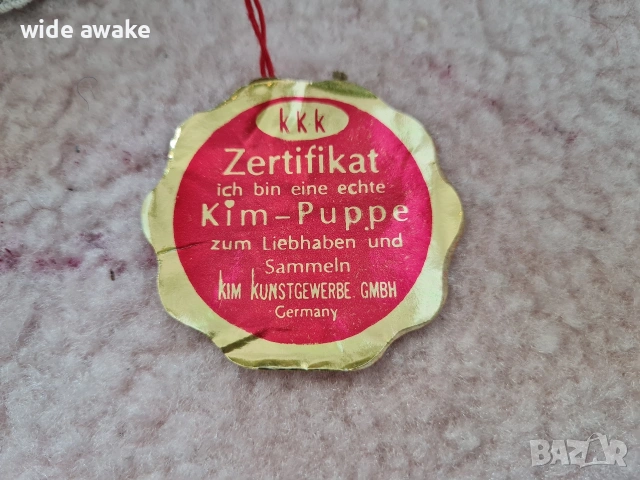 wide awake
kkk
Zertifikat
ich bin eine echte
Kim-Puppe
zum Liebhaben und
Sammeln
KIM KUNSTGEWERBE GMBH
Germany
BAZAR